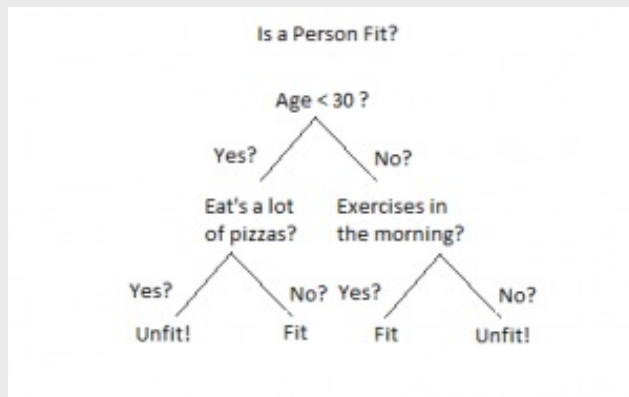 Is a Person Fit?
Age < 30 ?
Yes?
No?
Eat's a lot
of pizzas?
Exercises in
the morning?
Yes?
No?
Yes?
No?
Unfit!
Fit
Fit
Unfit!